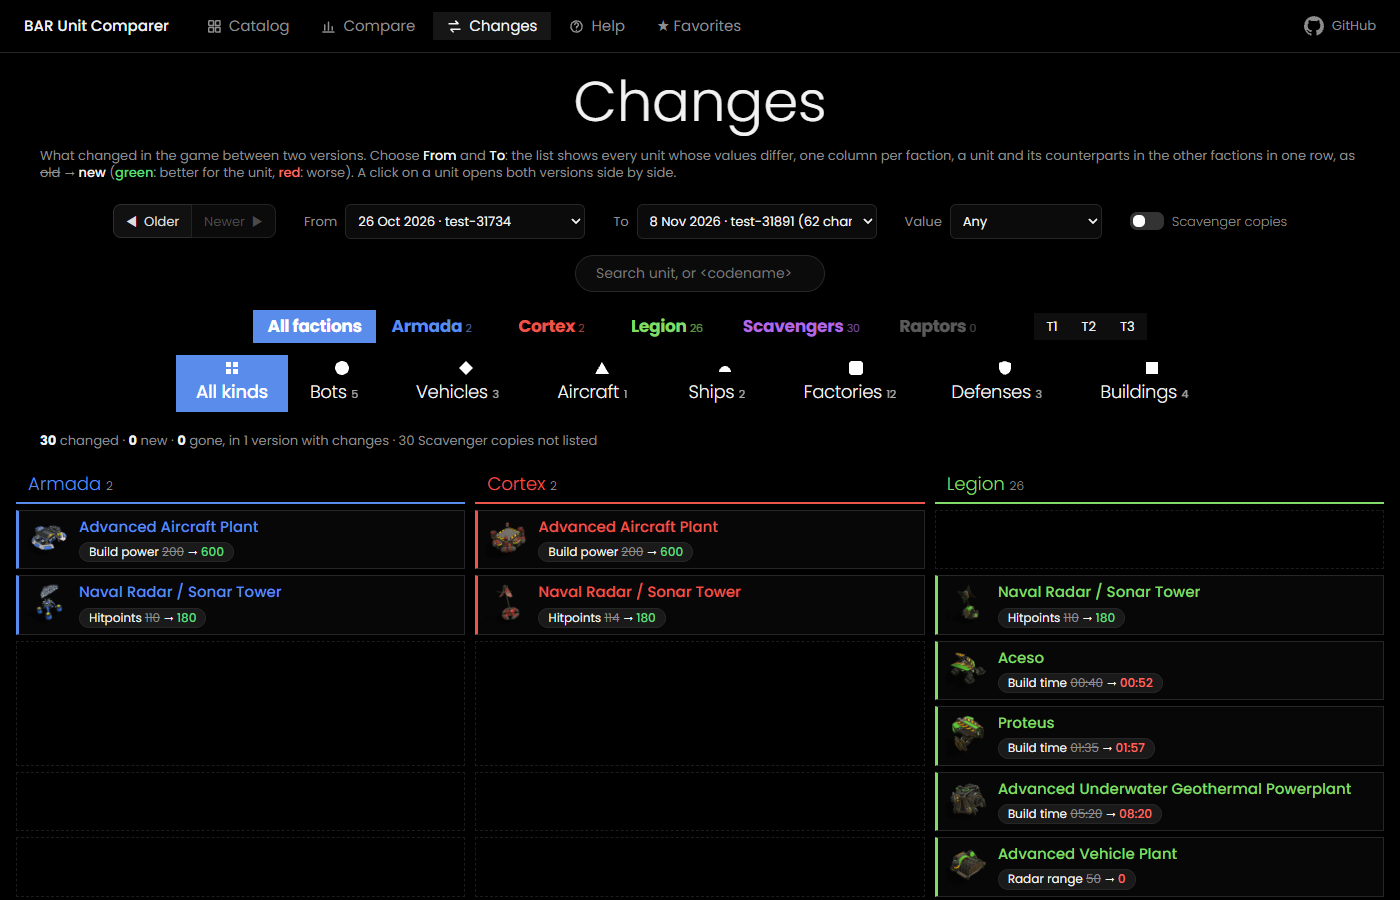 BAR Unit Comparer Catalog Compare Changes Help ★ Favorites GitHub
Changes
What changed in the game between two versions. Choose From and To: the list shows every unit whose values differ, one column per faction, a unit and its counterparts in the other factions in one row, as
old → new (green: better for the unit, red: worse). A click on a unit opens both versions side by side.
◀ Older Newer ▶ From 26 Oct 2026 · test-31734 To 8 Nov 2026 · test-31891 (62 char Value Any Scavenger copies
Search unit, or <codename>
All factions Armada 2 Cortex 2 Legion 26 Scavengers 30 Raptors 0 T1 T2 T3
All kinds Bots 5 Vehicles 3 Aircraft 1 Ships 2 Factories 12 Defenses 3 Buildings 4
30 changed · 0 new · 0 gone, in 1 version with changes · 30 Scavenger copies not listed
Armada 2
Advanced Aircraft Plant
Build power 200 → 600
Naval Radar / Sonar Tower
Hitpoints 110 → 180
Cortex 2
Advanced Aircraft Plant
Build power 200 → 600
Naval Radar / Sonar Tower
Hitpoints 114 → 180
Legion 26
Naval Radar / Sonar Tower
Hitpoints 110 → 180
Aceso
Build time 00:40 → 00:52
Proteus
Build time 01:35 → 01:57
Advanced Underwater Geothermal Powerplant
Build time 05:20 → 08:20
Advanced Vehicle Plant
Radar range 50 → 0